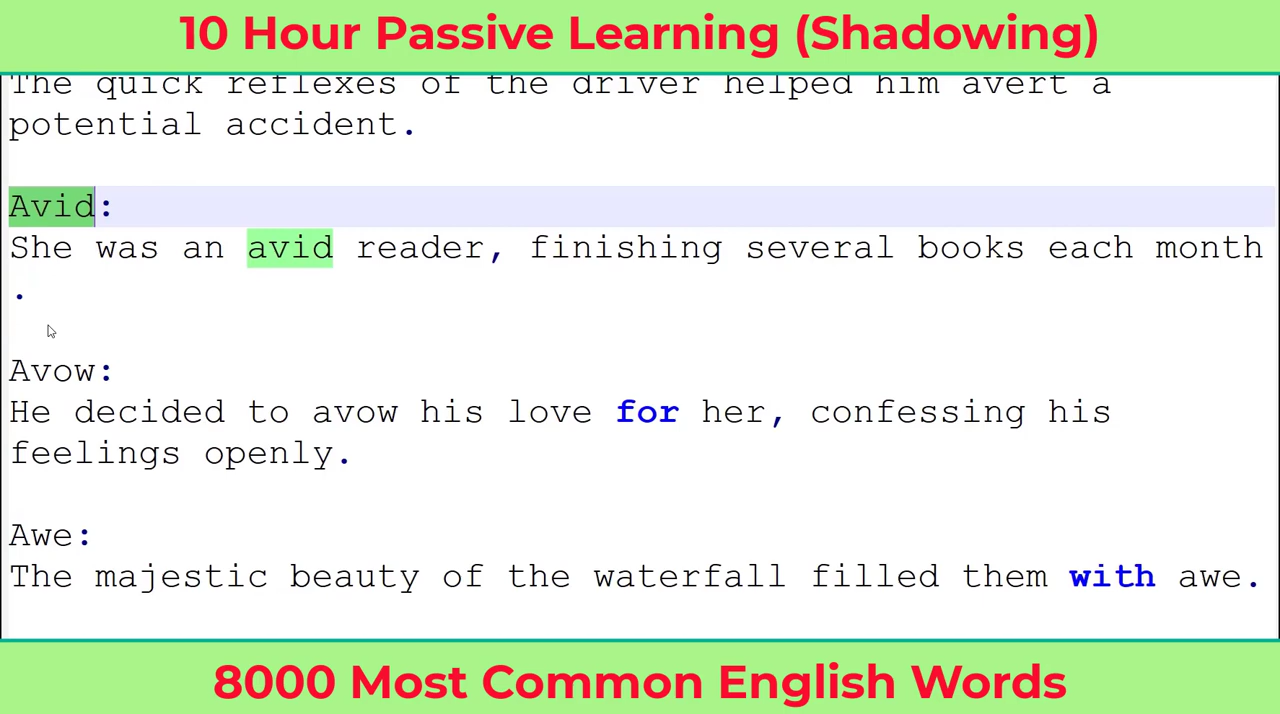 10 Hour Passive Learning (Shadowing)
The quick reflexes of the driver helped him avert a
potential accident.
Avid:
She was an avid reader, finishing several books each month
.
Avow:
He decided to avow his love for her, confessing his
feelings openly.
Awe:
The majestic beauty of the waterfall filled them with awe.
8000 Most Common English Words